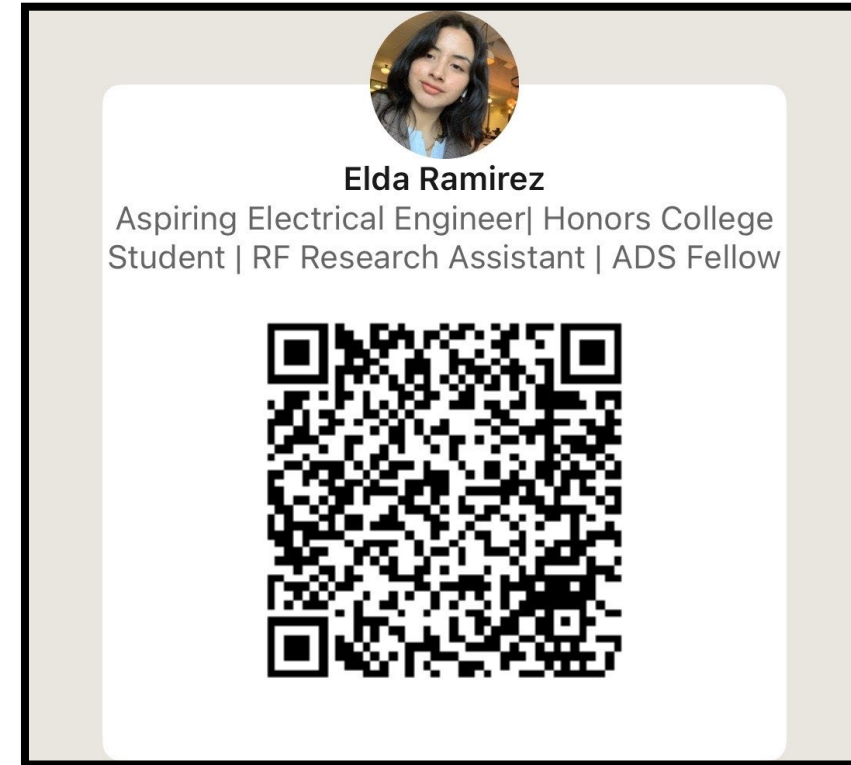 Elda Ramirez
Aspiring Electrical Engineer| Honors College
Student | RF Research Assistant | ADS Fellow